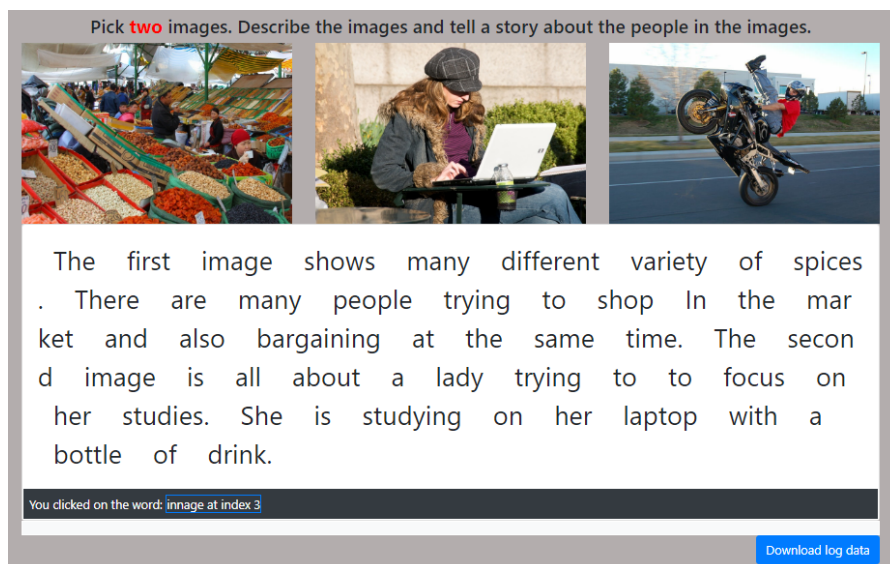 Pick two images. Describe the images and tell a story about the people in the images.
The first image shows many different variety of spices
. There are many people trying to shop In the mar
ket and also bargaining at the same time. The secon
d image is all about a lady trying to to focus on
her studies. She is studying on her laptop with a
bottle of drink.
You clicked on the word: innage at index 3
Download log data